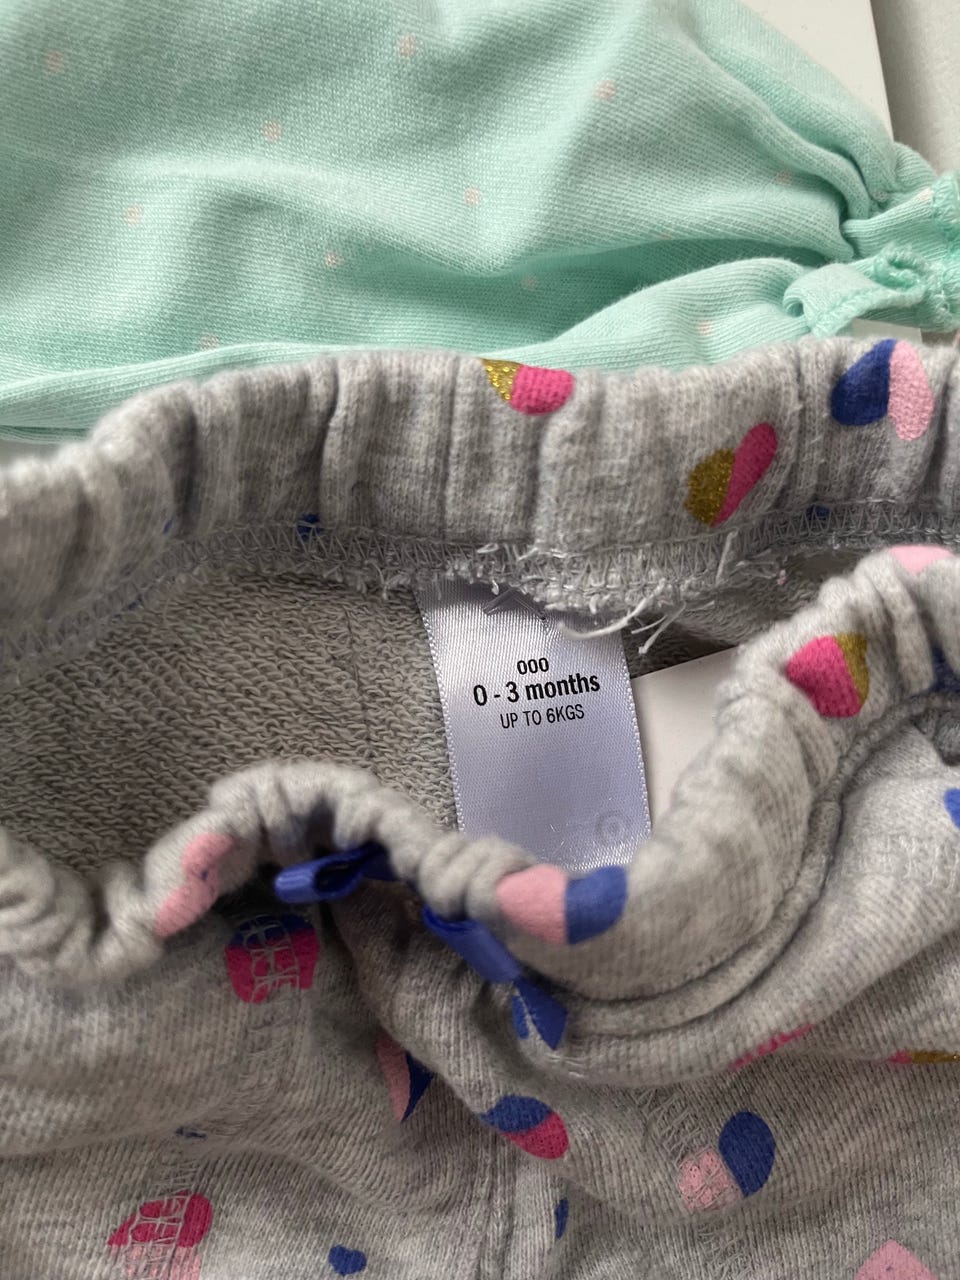 000
0 - 3 months
UP TO 6KGS